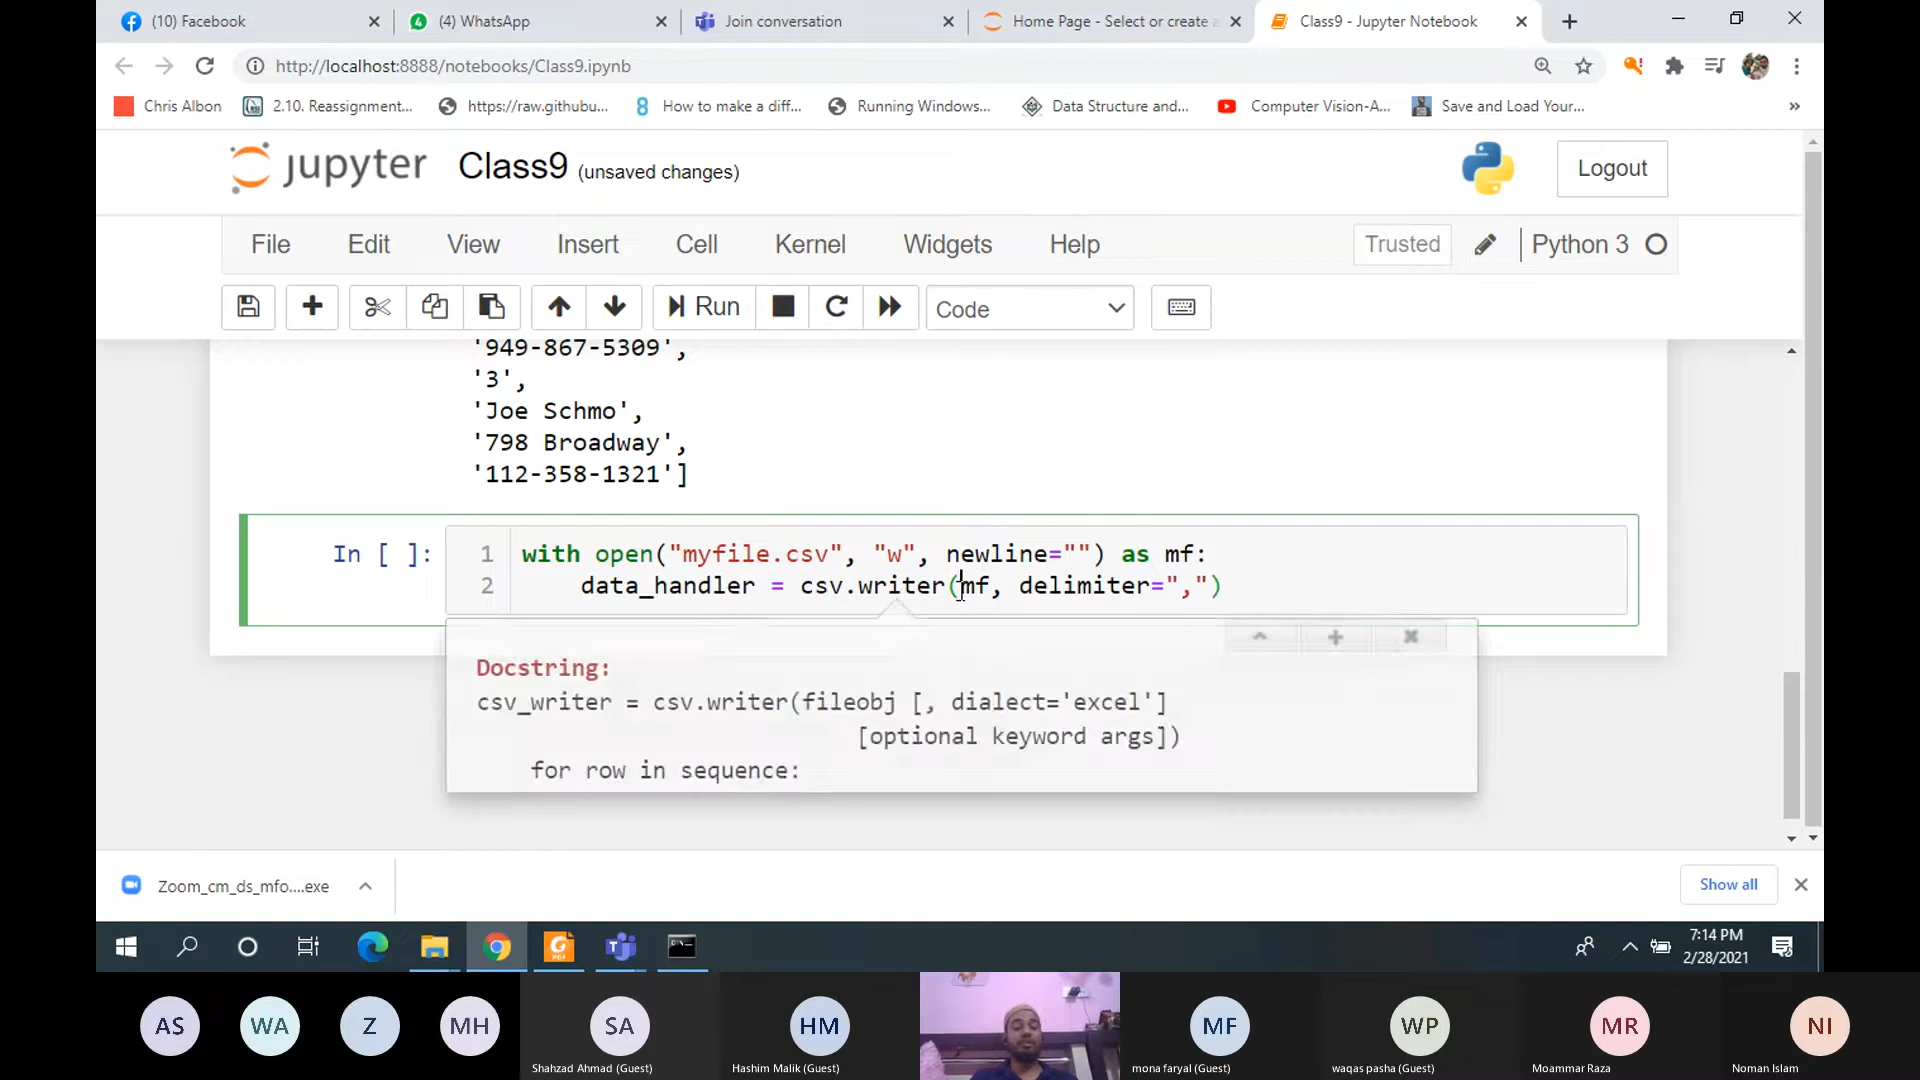 (10) Facebook
(4) WhatsApp
Join conversation
Home Page - Select or create a
Class9 - Jupyter Notebook
http://localhost:8888/notebooks/Class9.ipynb
Chris Albon
2.10. Reassignment...
https://raw.githubu...
How to make a diff...
Running Windows...
Data Structure and...
Computer Vision-A...
Save and Load Your...
»
jupyter Class9 (unsaved changes)
Logout
File Edit View Insert Cell Kernel Widgets Help
Trusted
Python 3
Run
Code
'949-867-5309',
'3',
'Joe Schmo',
'798 Broadway',
'112-358-1321']
In [ ]:
1 with open("myfile.csv", "w", newline="") as mf:
2 data_handler = csv.writer(mf, delimiter=",")
Docstring:
csv_writer = csv.writer(fileobj [, dialect='excel']
[optional keyword args])
for row in sequence:
Zoom_cm_ds_mfo....exe
Show all
7:14 PM
2/28/2021
AS
WA
Z
MH
SA
HM
MF
WP
MR
NI
Shahzad Ahmad (Guest)
Hashim Malik (Guest)
mona faryal (Guest)
waqas pasha (Guest)
Moammar Raza
Noman Islam